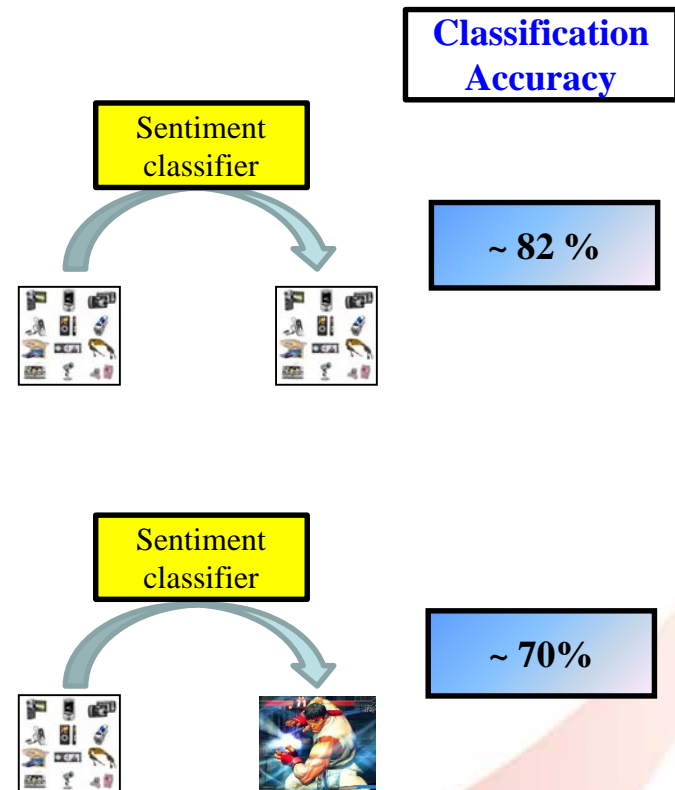 Classification
Accuracy
Sentiment
classifier
~ 82 %
Sentiment
classifier
~ 70%